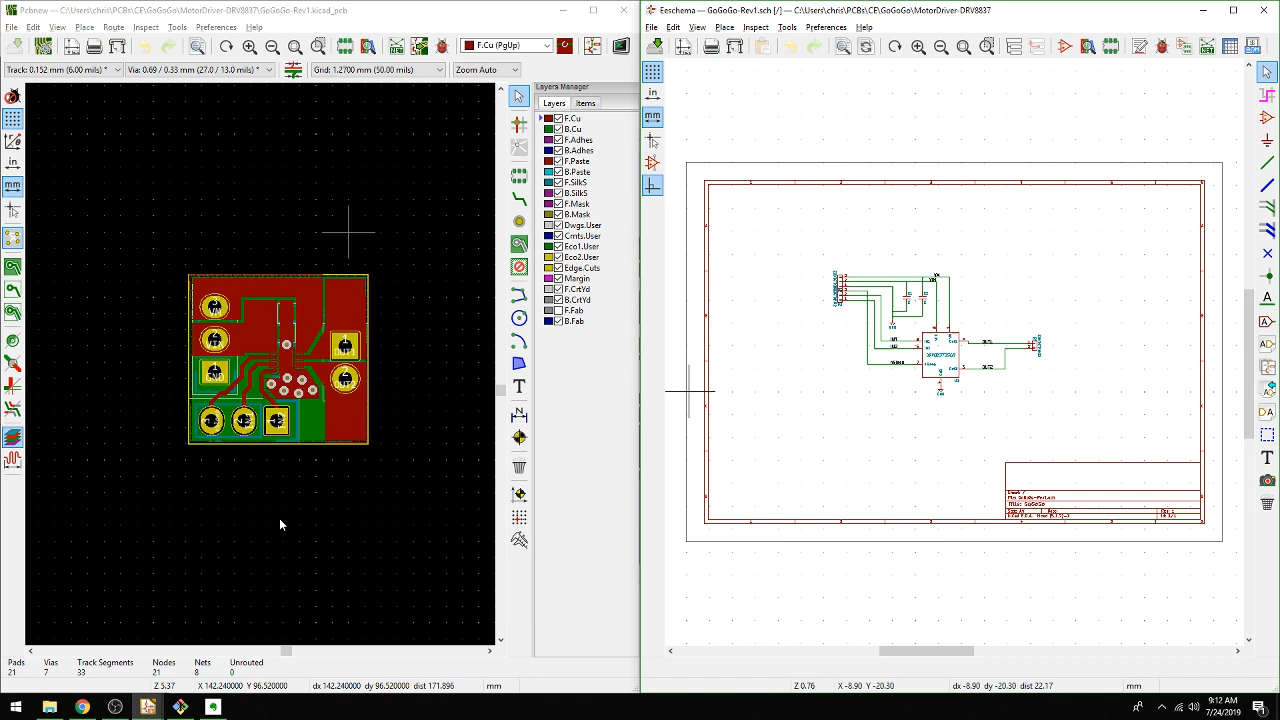 Pcbnew — C:\Users\chris\PCBs\CE\GoGoGo\MotorDriver-DRV8837\GoGoGo-Rev1.kicad_pcb
File Edit View Place Route Inspect Tools Preferences Help
F.Cu (PgUp)
Track: 0.152 mm (6.00 mils) * Via: 0.69 / 0.33 mm (27.0 / 13.0 mils) * Grid: 1.2700 mm (50.00 mils) Zoom Auto
in
mm
Layers Manager
Layers Items
F.Cu
B.Cu
F.Adhes
B.Adhes
F.Paste
B.Paste
F.SilkS
B.SilkS
F.Mask
B.Mask
Dwgs.User
Cmts.User
Eco1.User
Eco2.User
Edge.Cuts
Margin
F.CrtYd
B.CrtYd
F.Fab
B.Fab
Pads Vias Track Segments Nodes Nets Unrouted
21 7 33 21 8 0
Z 5.37 X 142.240000 Y 96.520000 dx 142.240000 dy 96.520000 dist 171.896 mm
Eeschema — GoGoGo-Rev1.sch [/] — C:\Users\chris\PCBs\CE\GoGoGo\MotorDriver-DRV8837
File Edit View Place Inspect Tools Preferences Help
in
mm
OUT1
OUT2
Title: GoGoGo
Z 0.76 X -8.90 Y -20.30 dx -8.90 dy -20.30 dist 22.17 mm
9:12 AM
7/24/2019